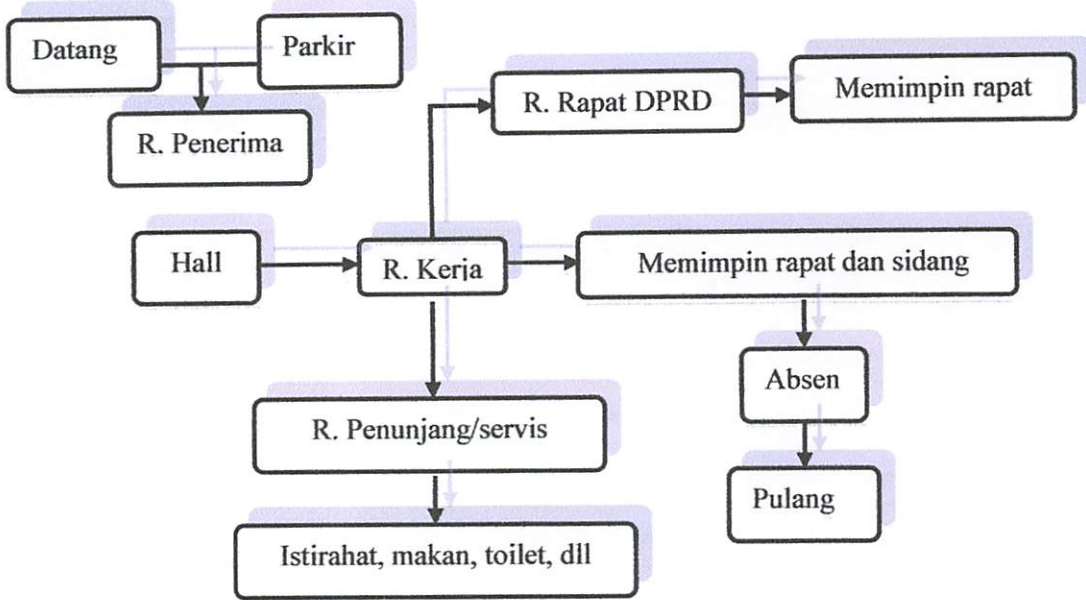 Datang
Parkir
R. Penerima
R. Rapat DPRD
Memimpin rapat
Hall
R. Kerja
Memimpin rapat dan sidang
Absen
R. Penunjang/servis
Pulang
Istirahat, makan, toilet, dll